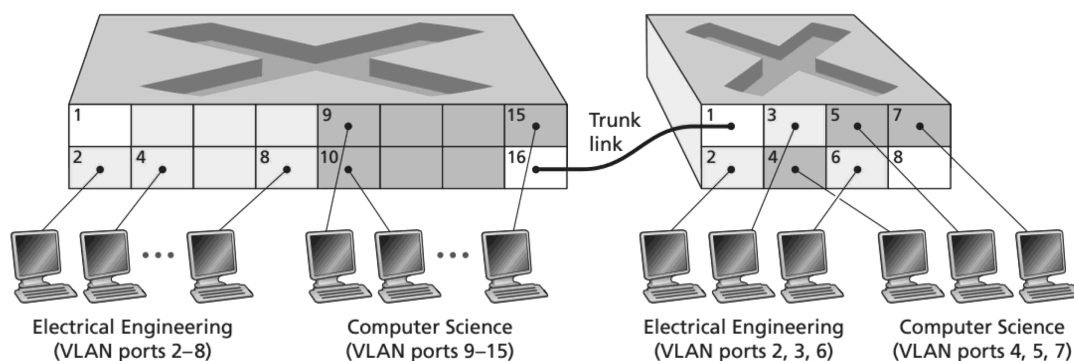 1
9
15
2
4
8
10
16
Trunk
link
1
3
5
7
2
4
6
8
Electrical Engineering
(VLAN ports 2–8)
Computer Science
(VLAN ports 9–15)
Electrical Engineering
(VLAN ports 2, 3, 6)
Computer Science
(VLAN ports 4, 5, 7)